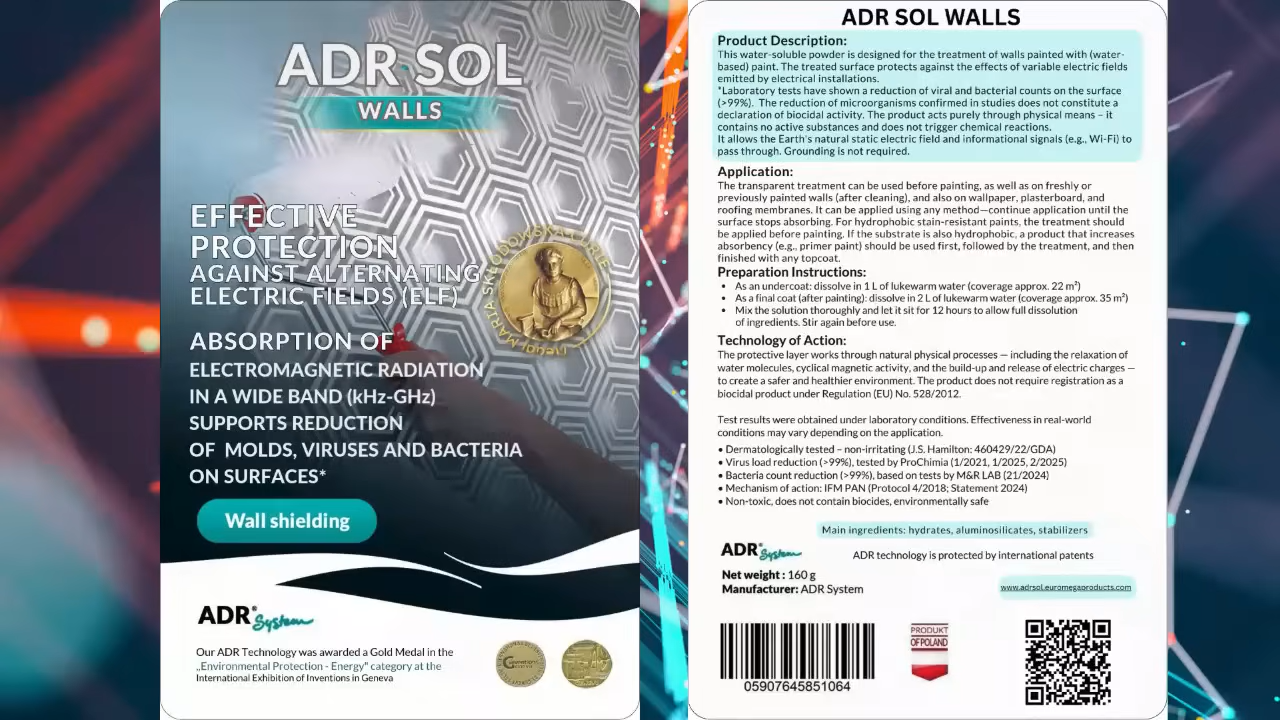 ADR SOL
WALLS
EFFECTIVE
PROTECTION
AGAINST ALTERNATING
ELECTRIC FIELDS (ELF)
MARIA SKŁODOWSKA-CURIE
ABSORPTION OF
ELECTROMAGNETIC RADIATION
IN A WIDE BAND (kHz-GHz)
SUPPORTS REDUCTION
OF MOLDS, VIRUSES AND BACTERIA
ON SURFACES*
Wall shielding
ADR® System
Our ADR Technology was awarded a Gold Medal in the
„Environmental Protection - Energy" category at the
International Exhibition of Inventions in Geneva
ADR SOL WALLS
Product Description:
This water-soluble powder is designed for the treatment of walls painted with (water-
based) paint. The treated surface protects against the effects of variable electric fields
emitted by electrical installations.
*Laboratory tests have shown a reduction of viral and bacterial counts on the surface
(>99%). The reduction of microorganisms confirmed in studies does not constitute a
declaration of biocidal activity. The product acts purely through physical means – it
contains no active substances and does not trigger chemical reactions.
It allows the Earth's natural static electric field and informational signals (e.g., Wi-Fi) to
pass through. Grounding is not required.
Application:
The transparent treatment can be used before painting, as well as on freshly or
previously painted walls (after cleaning), and also on wallpaper, plasterboard, and
roofing membranes. It can be applied using any method—continue application until the
surface stops absorbing. For hydrophobic stain-resistant paints, the treatment should
be applied before painting. If the substrate is also hydrophobic, a product that increases
absorbency (e.g., primer paint) should be used first, followed by the treatment, and then
finished with any topcoat.
Preparation Instructions:
• As an undercoat: dissolve in 1 L of lukewarm water (coverage approx. 22 m²)
• As a final coat (after painting): dissolve in 2 L of lukewarm water (coverage approx. 35 m²)
• Mix the solution thoroughly and let it sit for 12 hours to allow full dissolution
of ingredients. Stir again before use.
Technology of Action:
The protective layer works through natural physical processes — including the relaxation of
water molecules, cyclical magnetic activity, and the build-up and release of electric charges —
to create a safer and healthier environment. The product does not require registration as a
biocidal product under Regulation (EU) No. 528/2012.
Test results were obtained under laboratory conditions. Effectiveness in real-world
conditions may vary depending on the application.
• Dermatologically tested – non-irritating (J.S. Hamilton: 460429/22/GDA)
• Virus load reduction (>99%), tested by ProChimia (1/2021, 1/2025, 2/2025)
• Bacteria count reduction (>99%), based on tests by M&R LAB (21/2024)
• Mechanism of action: IFM PAN (Protocol 4/2018; Statement 2024)
• Non-toxic, does not contain biocides, environmentally safe
Main ingredients: hydrates, aluminosilicates, stabilizers
ADR® System
ADR technology is protected by international patents
Net weight : 160 g
Manufacturer: ADR System
www.adrsol.euromegaproducts.com
05907645851064
PRODUKT
OF POLAND